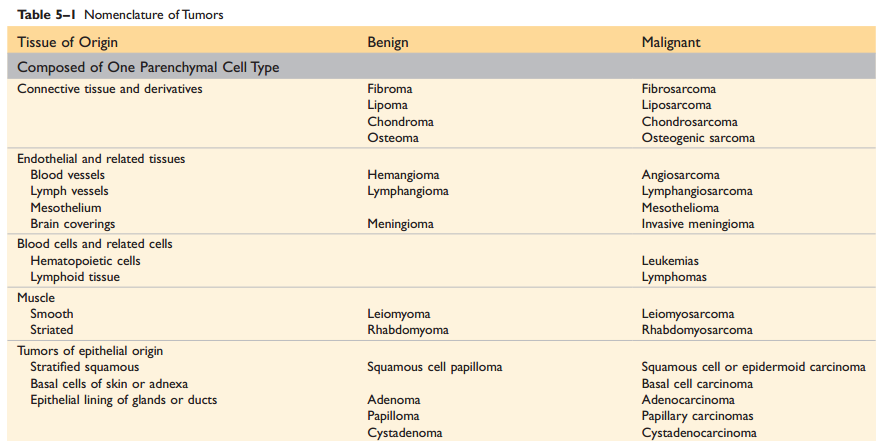 Table 5–1 Nomenclature of Tumors
Tissue of Origin Benign Malignant
Composed of One Parenchymal Cell Type
Connective tissue and derivatives Fibroma Fibrosarcoma
Lipoma Liposarcoma
Chondroma Chondrosarcoma
Osteoma Osteogenic sarcoma
Endothelial and related tissues
Blood vessels Hemangioma Angiosarcoma
Lymph vessels Lymphangioma Lymphangiosarcoma
Mesothelium Mesothelioma
Brain coverings Meningioma Invasive meningioma
Blood cells and related cells
Hematopoietic cells Leukemias
Lymphoid tissue Lymphomas
Muscle
Smooth Leiomyoma Leiomyosarcoma
Striated Rhabdomyoma Rhabdomyosarcoma
Tumors of epithelial origin
Stratified squamous Squamous cell papilloma Squamous cell or epidermoid carcinoma
Basal cells of skin or adnexa Basal cell carcinoma
Epithelial lining of glands or ducts Adenoma Adenocarcinoma
Papilloma Papillary carcinomas
Cystadenoma Cystadenocarcinoma